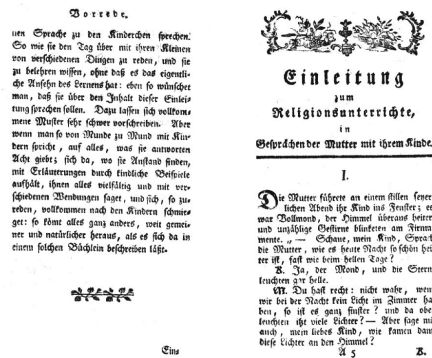 Vorrede.
nen Sprache zu den Kinderchen sprechen.
So wie sie den Tag über mit ihren Kleinen
von verschiedenen Dingen zu reden, und sie
zu belehren wissen, ohne daß es das eigentli-
che Ansehn des Lernens hat: eben so wünschet
man, daß sie über den Inhalt dieser Einlei-
tung sprechen sollen. Dazu lassen sich vollkom-
mene Muster sehr schwer vorschreiben. Aber
wenn man so von Munde zu Mund mit Kin-
dern spricht, auf alles, was sie antworten
Acht giebt; sich da, wo sie Anstand finden,
mit Erläuterungen durch kindliche Beispiele
aufhält, ihnen alles vielfältig und mit ver-
schiedenen Wendungen saget, und sich, so zu-
reden, vollkommen nach den Kindern schmie-
get: so kömt alles ganz anders, weit gemei-
ner und natürlicher heraus, als es sich da in
einem solchen Büchlein beschreiben läßt.
Ein=
Einleitung
zum
Religionsunterrichte,
in
Gesprächen der Mutter mit ihrem Kinde.
I.
Die Mutter führete an einem stillen feyer
lichen Abend ihr Kind ins Fenster; es
war Vollmond, der Himmel überaus heiter
und unzählige Gestirne blinketen am Firma
mente. „ — Schaue, mein Kind, Sprach
die Mutter, wie es heute Nacht so schön hei
ter ist, fast wie beim hellen Tage?
K. Ja, der Mond, und die Stern
leuchten gar helle.
M. Du hast recht: nicht wahr, wenn
wir bei der Nacht kein Licht im Zimmer ha
ben, so ist es ganz finster? und da oben
leuchten itzt viele Lichter? — Aber sage mir
auch, mein liebes Kind, wie kamen dann
diese Lichter an den Himmel?
A 5 K.